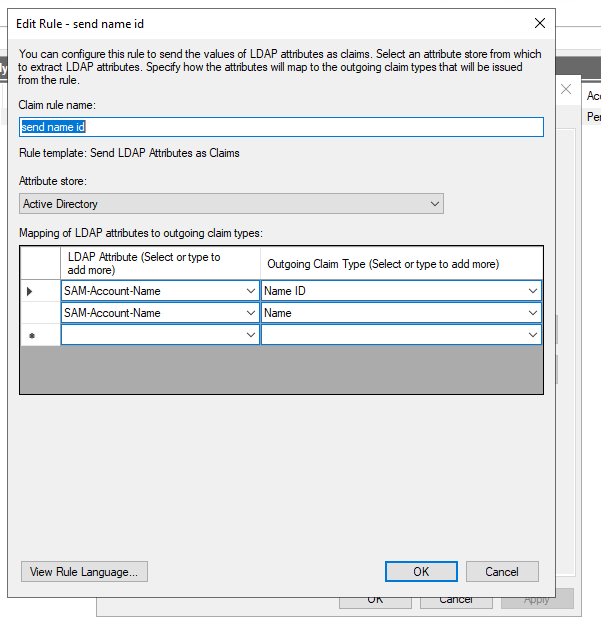 Edit Rule - send name id
You can configure this rule to send the values of LDAP attributes as claims. Select an attribute store from which
to extract LDAP attributes. Specify how the attributes will map to the outgoing claim types that will be issued
from the rule.
Claim rule name:
send name id
Rule template: Send LDAP Attributes as Claims
Attribute store:
Active Directory
Mapping of LDAP attributes to outgoing claim types:
LDAP Attribute (Select or type to
add more)
Outgoing Claim Type (Select or type to add more)
SAM-Account-Name
Name ID
SAM-Account-Name
Name
View Rule Language...
OK
Cancel
OK
Cancel
Apply